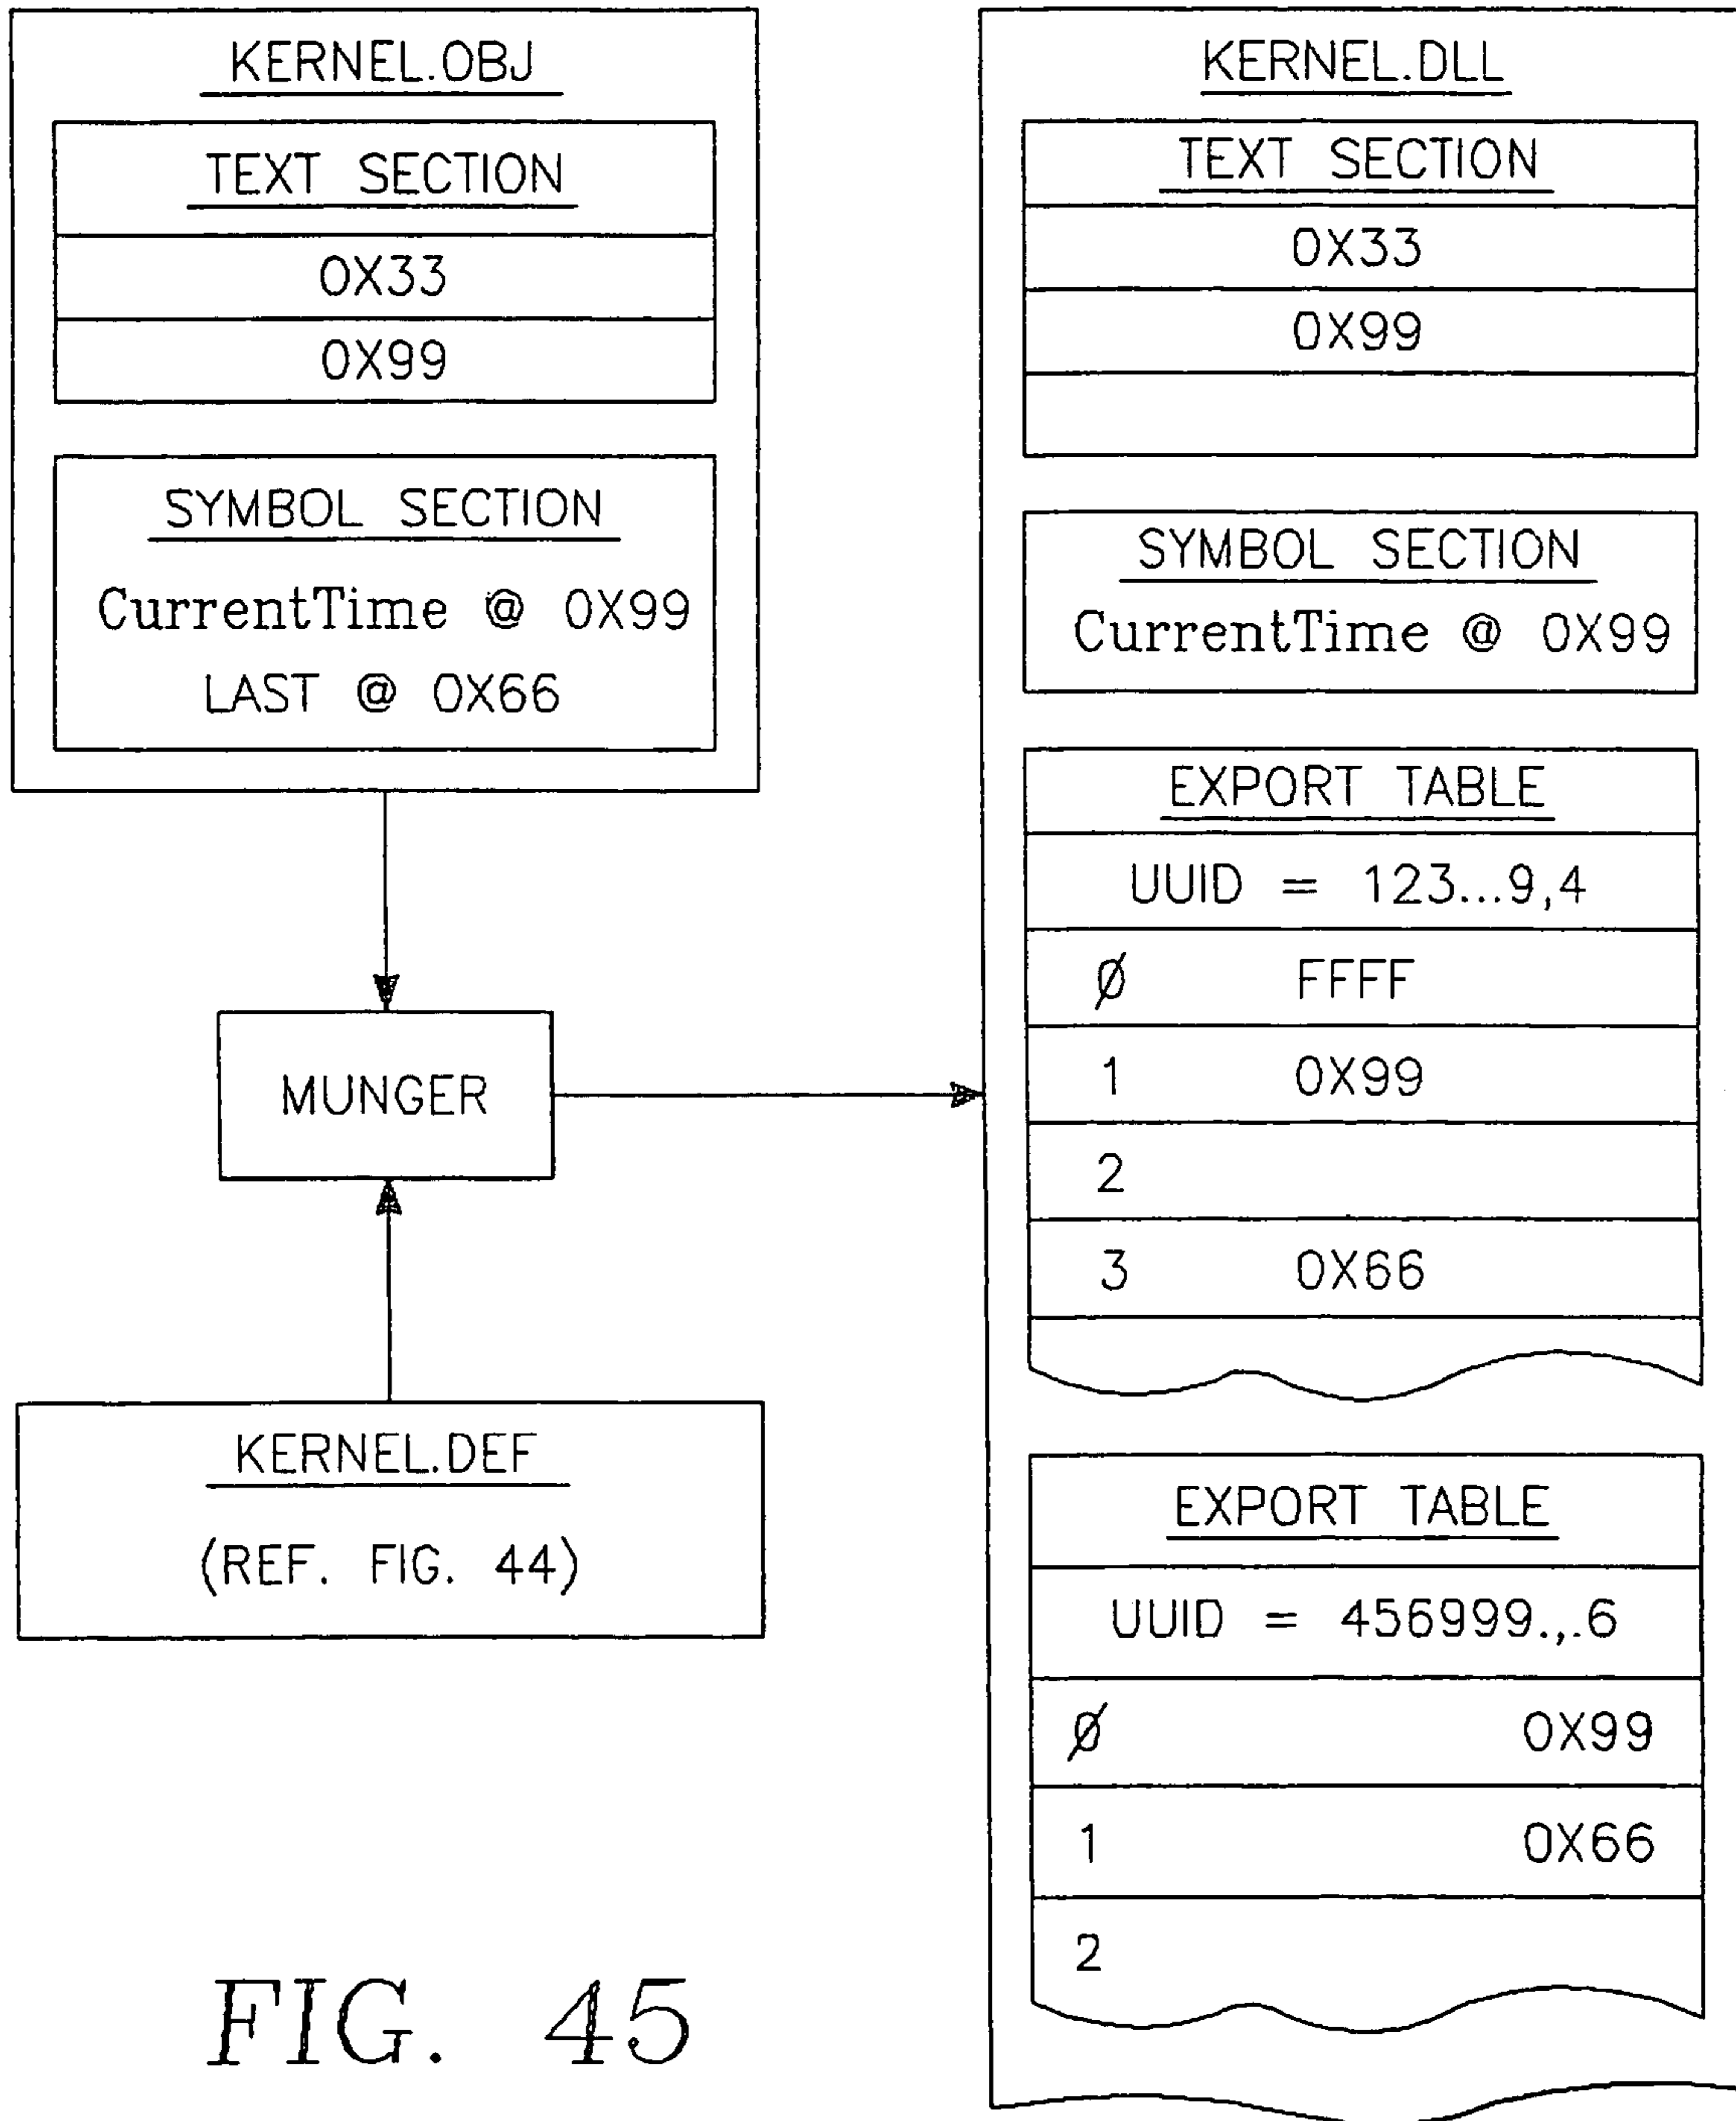 KERNEL.OBJ
TEXT SECTION
0X33
0X99
SYMBOL SECTION
CurrentTime @ 0X99
LAST @ 0X66
MUNGER
KERNEL.DEF
(REF. FIG. 44)
KERNEL.DLL
TEXT SECTION
0X33
0X99
SYMBOL SECTION
CurrentTime @ 0X99
EXPORT TABLE
UUID = 123...9,4
Ø FFFF
1 0X99
2
3 0X66
EXPORT TABLE
UUID = 456999.,.6
Ø 0X99
1 0X66
2
FIG. 45